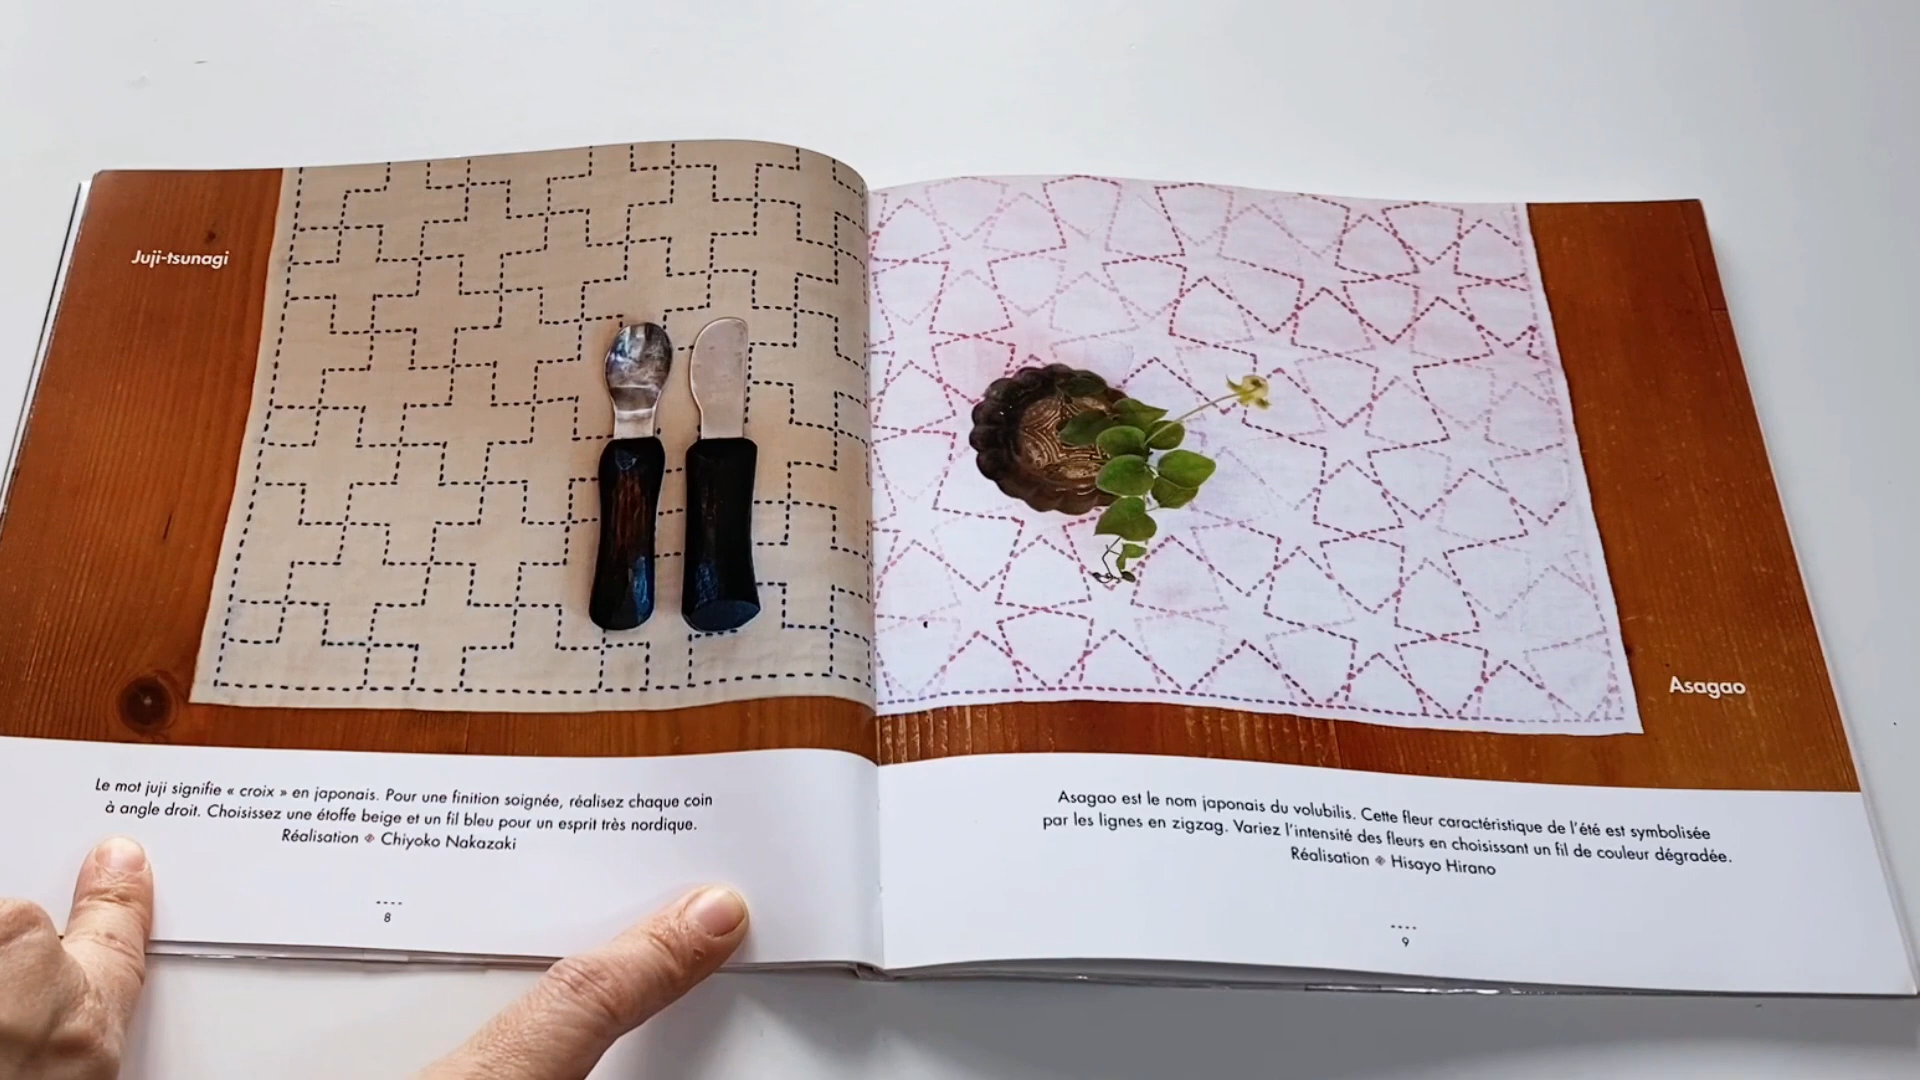 Juji-tsunagi
Le mot juji signifie « croix » en japonais. Pour une finition soignée, réalisez chaque coin
à angle droit. Choisissez une étoffe beige et un fil bleu pour un esprit très nordique.
Réalisation ◈ Chiyoko Nakazaki
8
Asagao
Asagao est le nom japonais du volubilis. Cette fleur caractéristique de l'été est symbolisée
par les lignes en zigzag. Variez l'intensité des fleurs en choisissant un fil de couleur dégradée.
Réalisation ◈ Hisayo Hirano
9